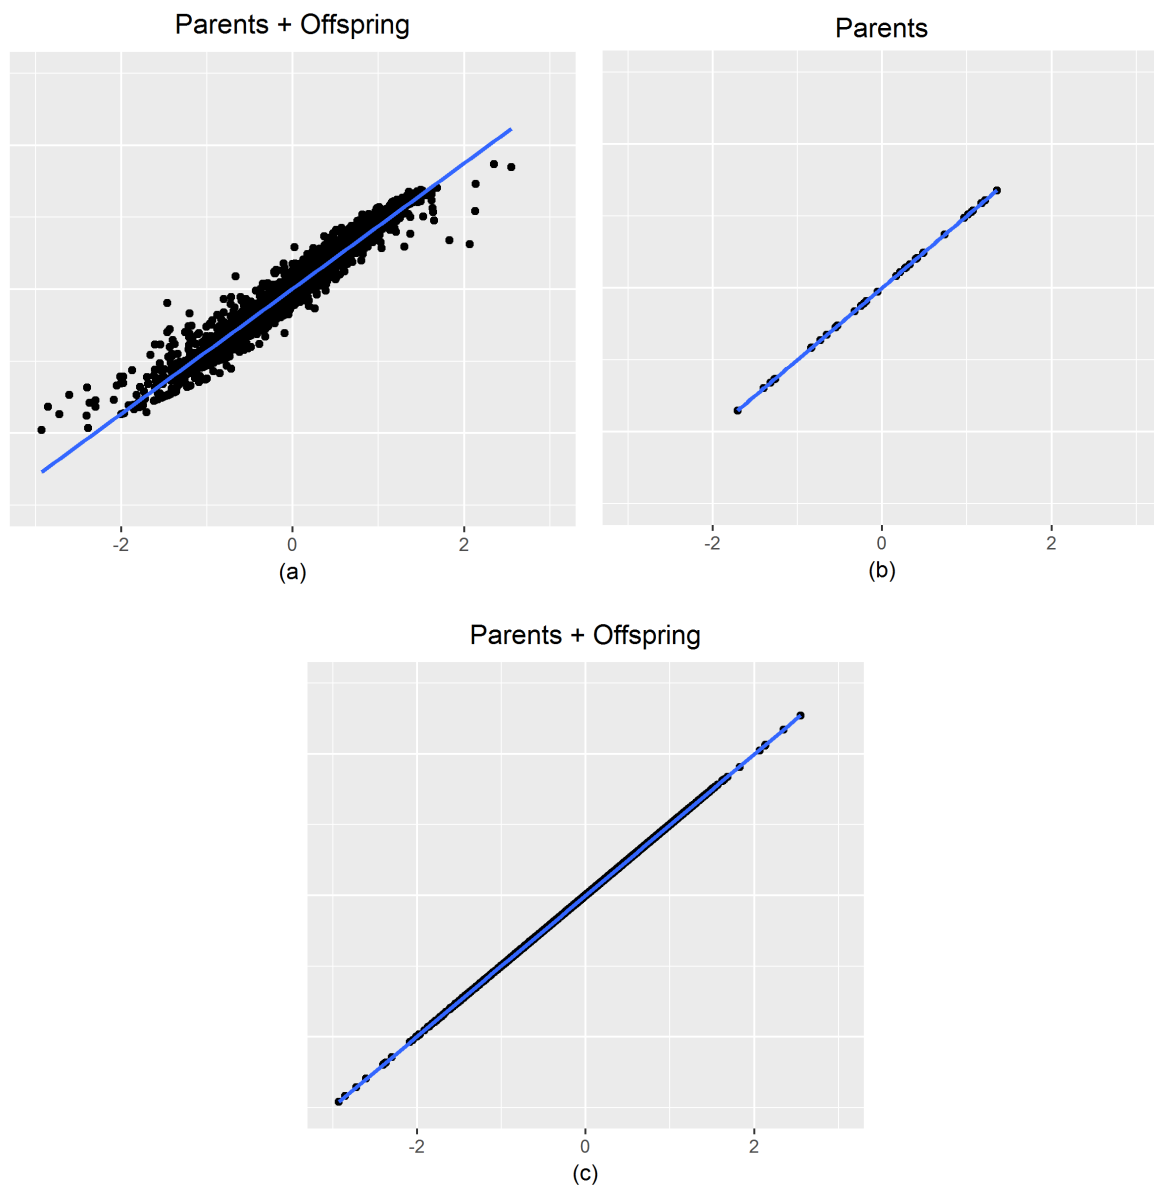 Parents + Offspring
Parents
-2 0 2
(a)
-2 0 2
(b)
Parents + Offspring
-2 0 2
(c)